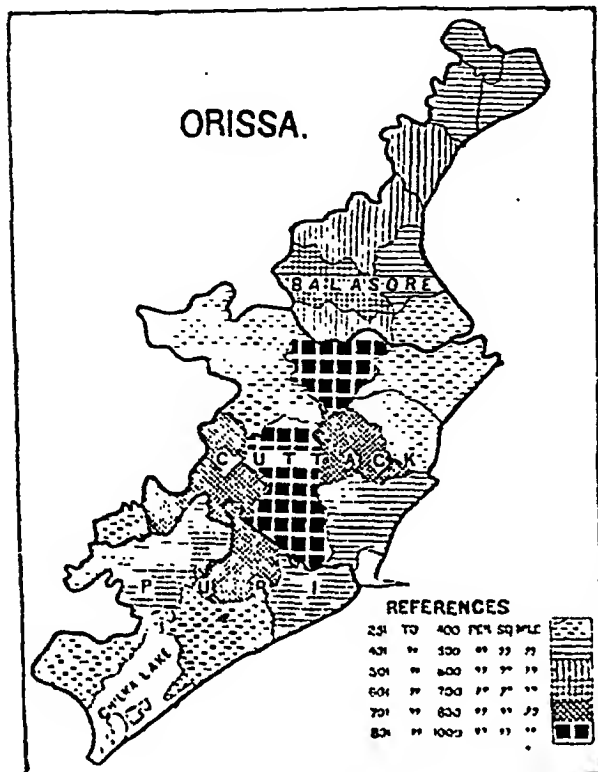 ORISSA.
BALASORE
CUTTACK
PURI
CHILKA LAKE
REFERENCES
251 TO 400 PER SQ MILE
401 " 500 " " "
501 " 600 " " "
601 " 700 " " "
701 " 800 " " "
801 " 1000 " " "